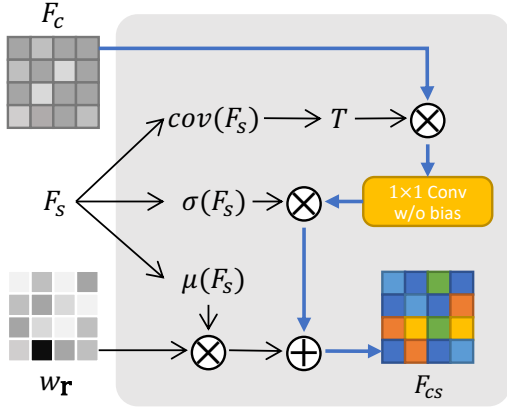 F_c
cov(F_s)
T
F_s
σ(F_s)
1×1 Conv
w/o bias
μ(F_s)
w_r
F_cs